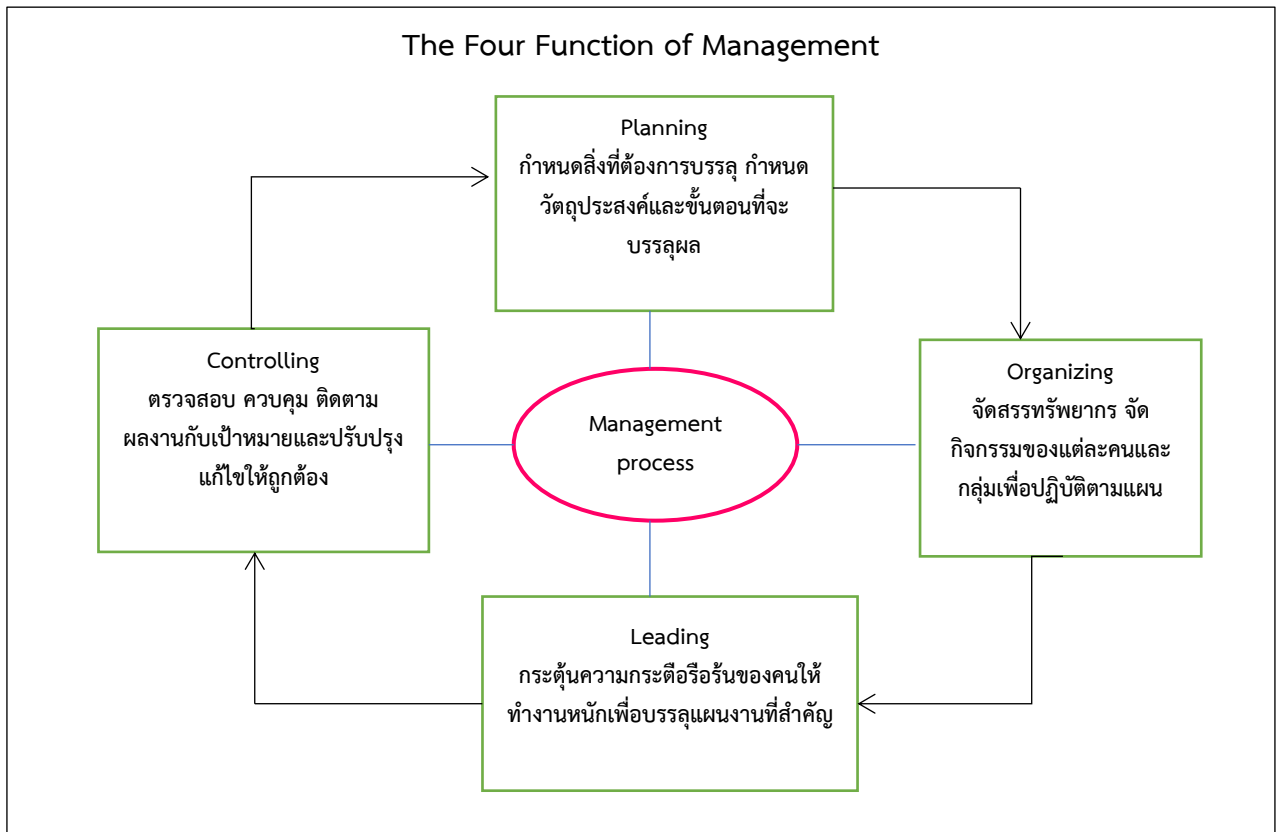 The Four Function of Management
Planning
กำหนดสิ่งที่ต้องการบรรลุ กำหนด
วัตถุประสงค์และขั้นตอนที่จะ
บรรลุผล
Controlling
ตรวจสอบ ควบคุม ติดตาม
ผลงานกับเป้าหมายและปรับปรุง
แก้ไขให้ถูกต้อง
Management
process
Organizing
จัดสรรทรัพยากร จัด
กิจกรรมของแต่ละคนและ
กลุ่มเพื่อปฏิบัติตามแผน
Leading
กระตุ้นความกระตือรือร้นของคนให้
ทำงานหนักเพื่อบรรลุแผนงานที่สำคัญ